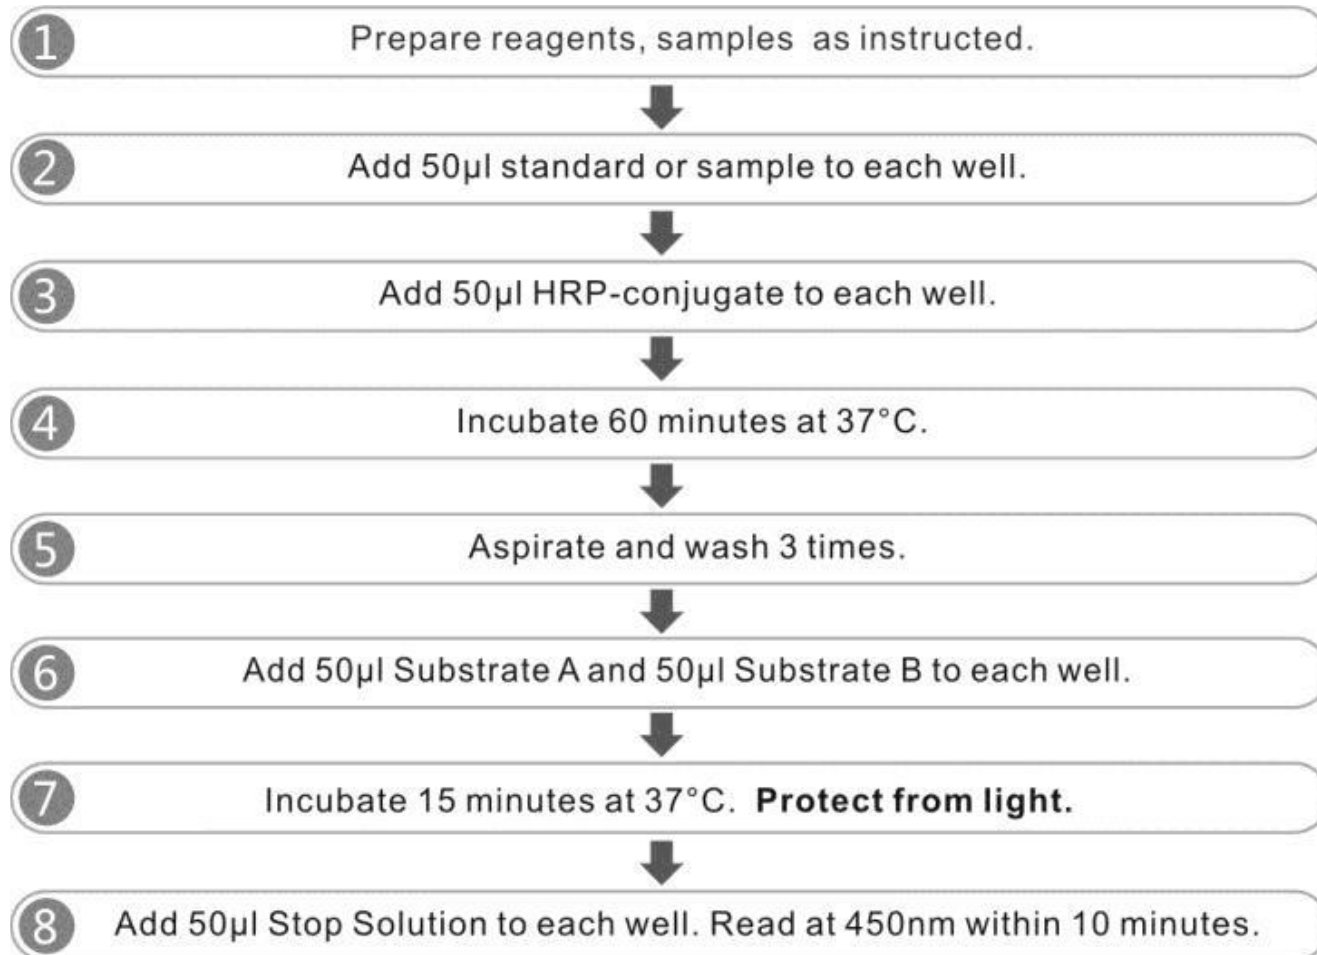 1 Prepare reagents, samples as instructed.
2 Add 50µl standard or sample to each well.
3 Add 50µl HRP-conjugate to each well.
4 Incubate 60 minutes at 37°C.
5 Aspirate and wash 3 times.
6 Add 50µl Substrate A and 50µl Substrate B to each well.
7 Incubate 15 minutes at 37°C. Protect from light.
8 Add 50µl Stop Solution to each well. Read at 450nm within 10 minutes.